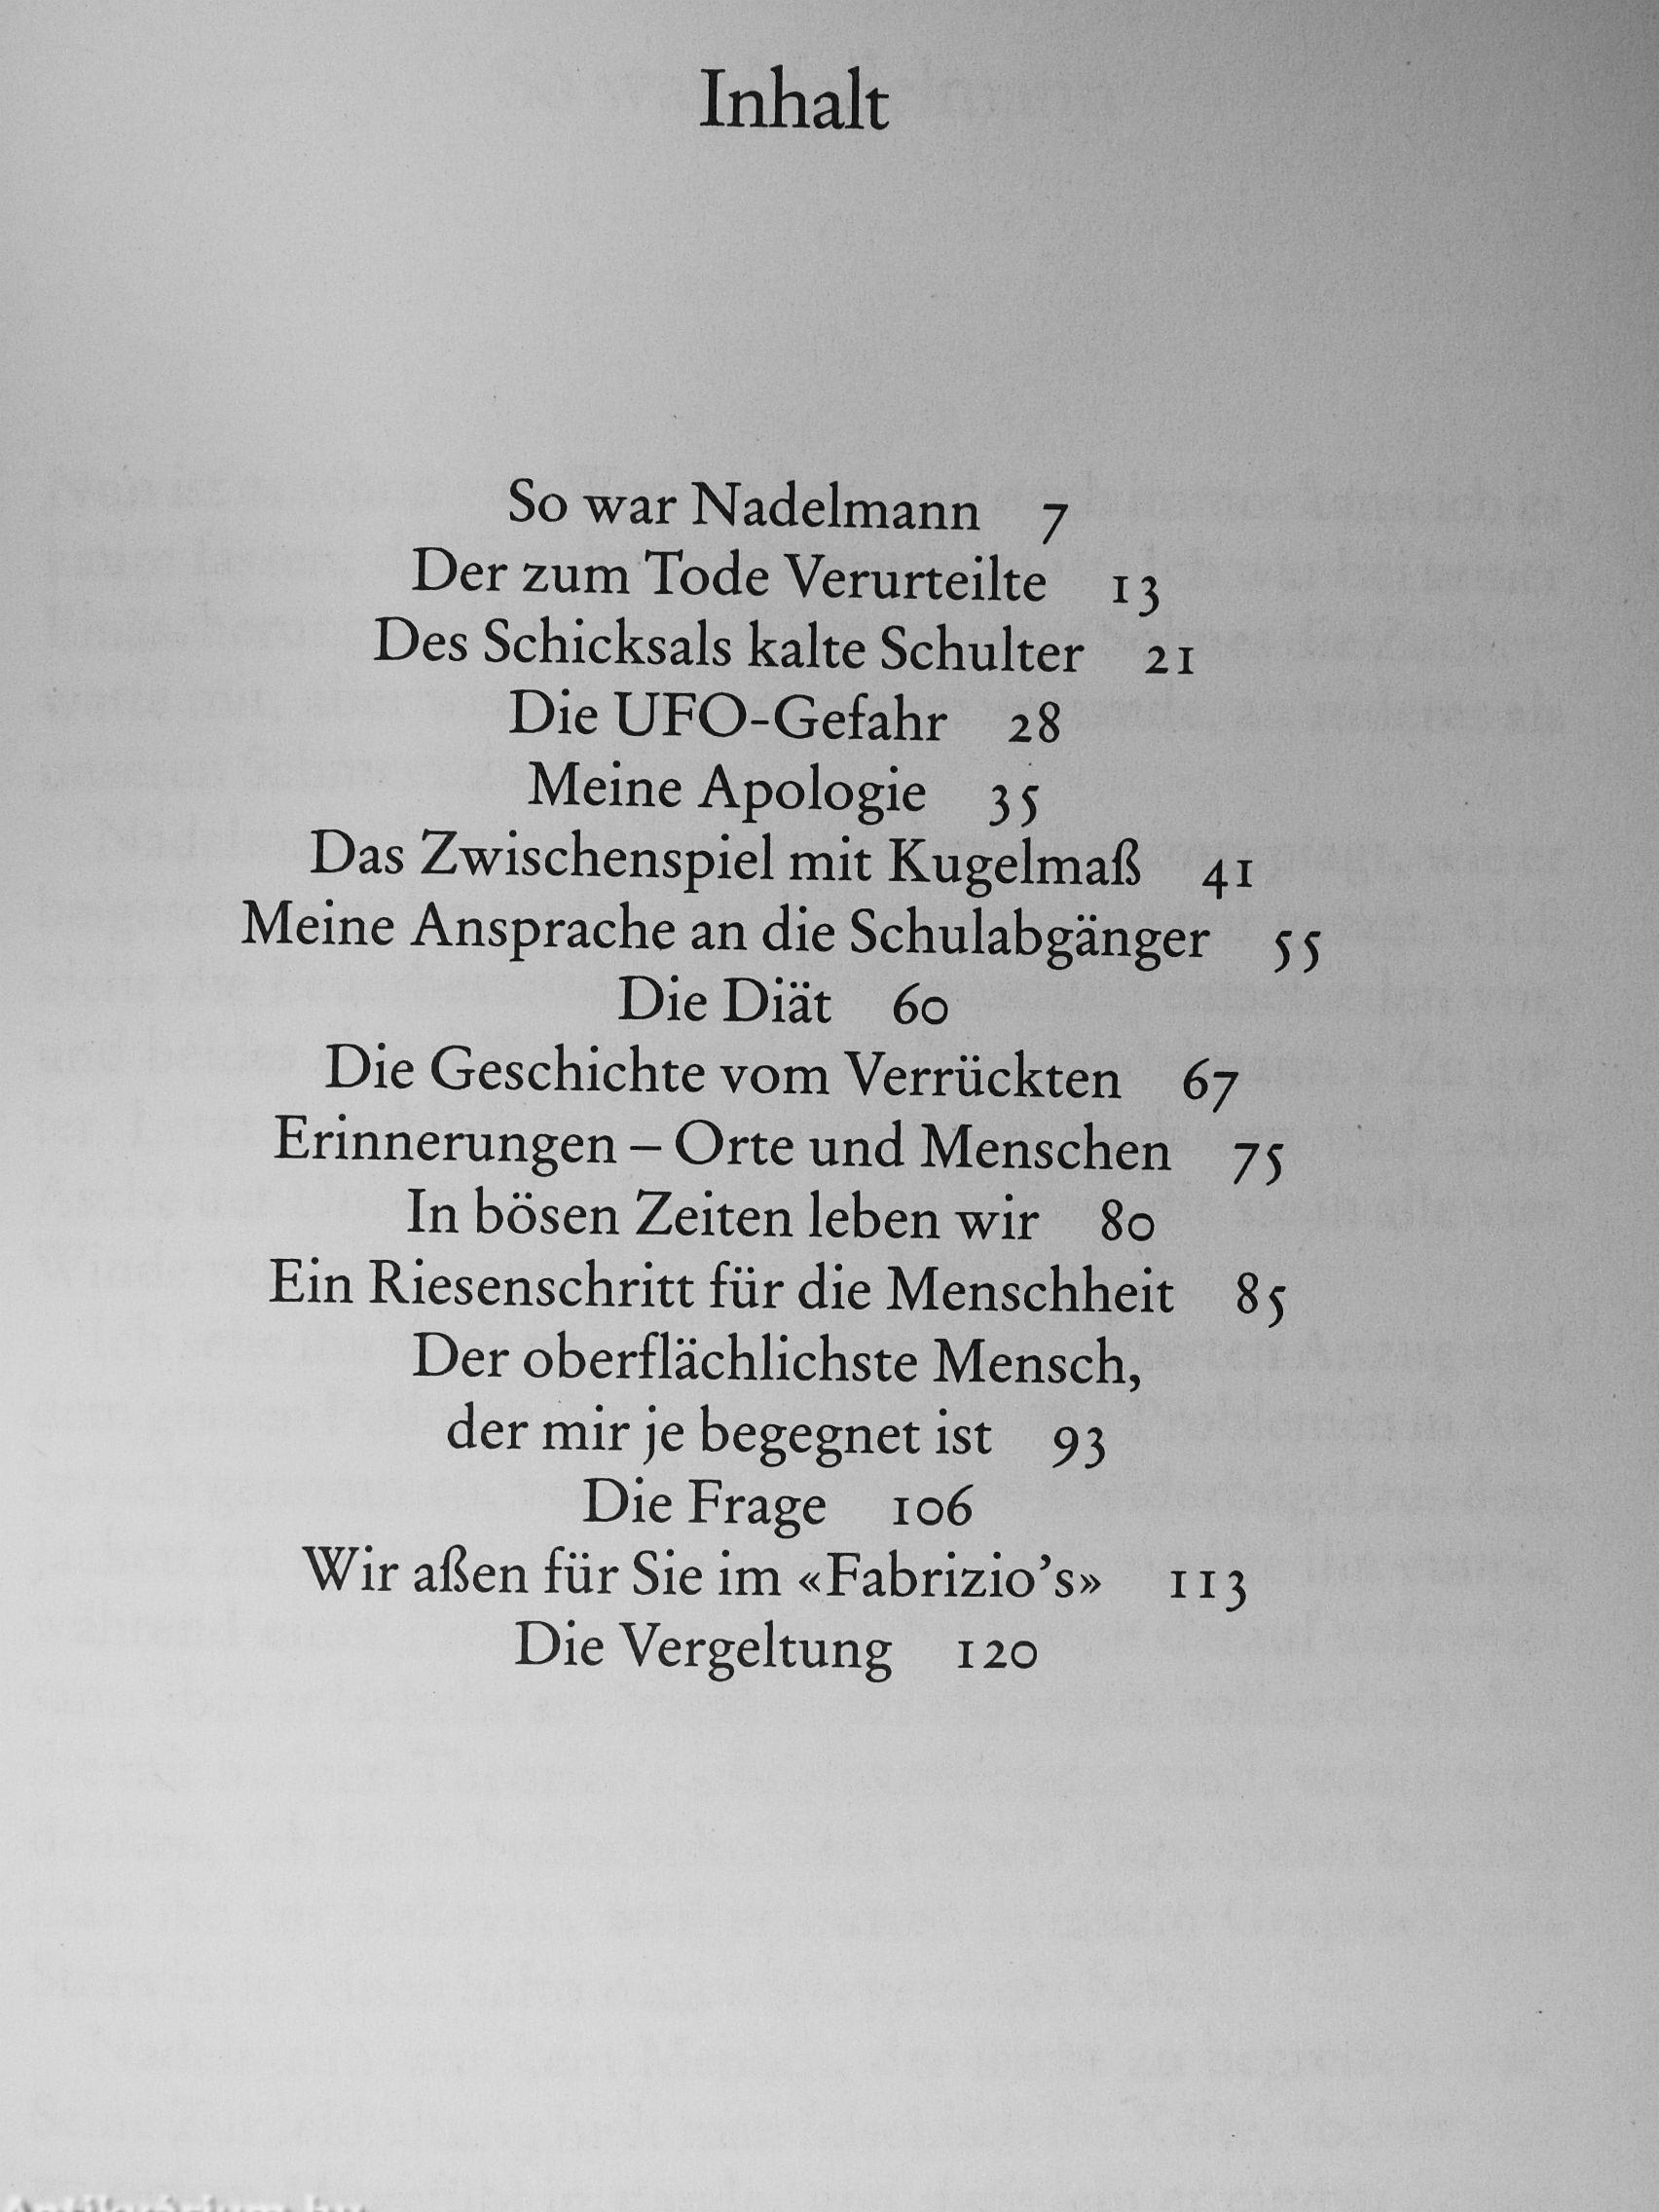 Inhalt
So war Nadelmann 7
Der zum Tode Verurteilte 13
Des Schicksals kalte Schulter 21
Die UFO-Gefahr 28
Meine Apologie 35
Das Zwischenspiel mit Kugelmaß 41
Meine Ansprache an die Schulabgänger 55
Die Diät 60
Die Geschichte vom Verrückten 67
Erinnerungen – Orte und Menschen 75
In bösen Zeiten leben wir 80
Ein Riesenschritt für die Menschheit 85
Der oberflächlichste Mensch,
der mir je begegnet ist 93
Die Frage 106
Wir aßen für Sie im «Fabrizio’s» 113
Die Vergeltung 120